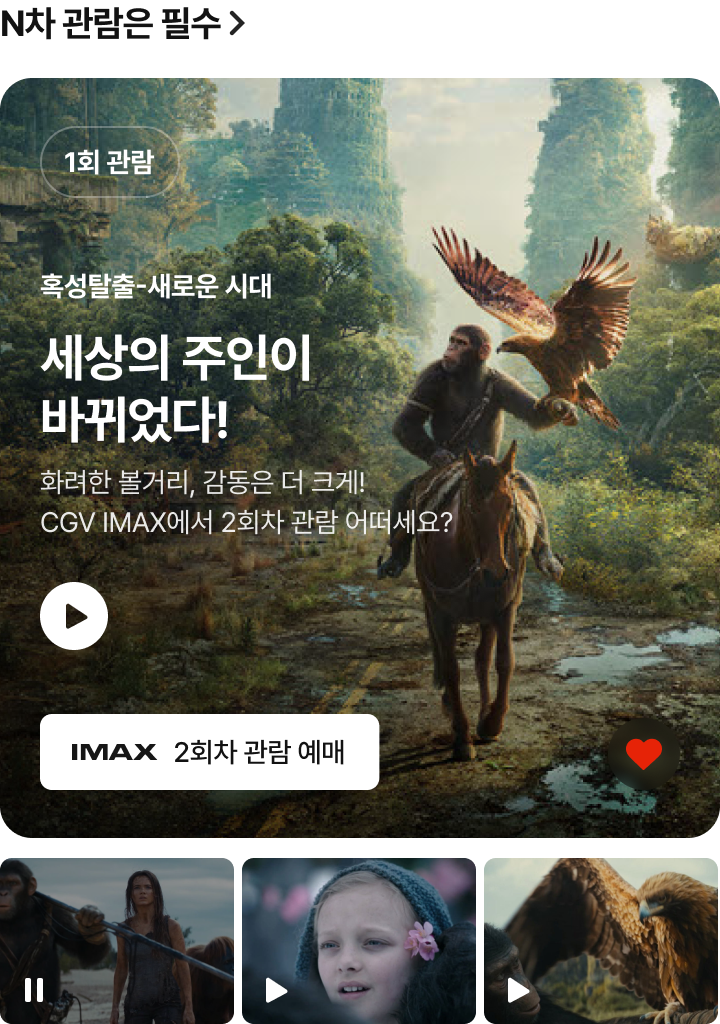 N차 관람은 필수
1회 관람
혹성탈출-새로운 시대
세상의 주인이
바뀌었다!
화려한 볼거리, 감동은 더 크게!
CGV IMAX에서 2회차 관람 어떠세요?
IMAX 2회차 관람 예매